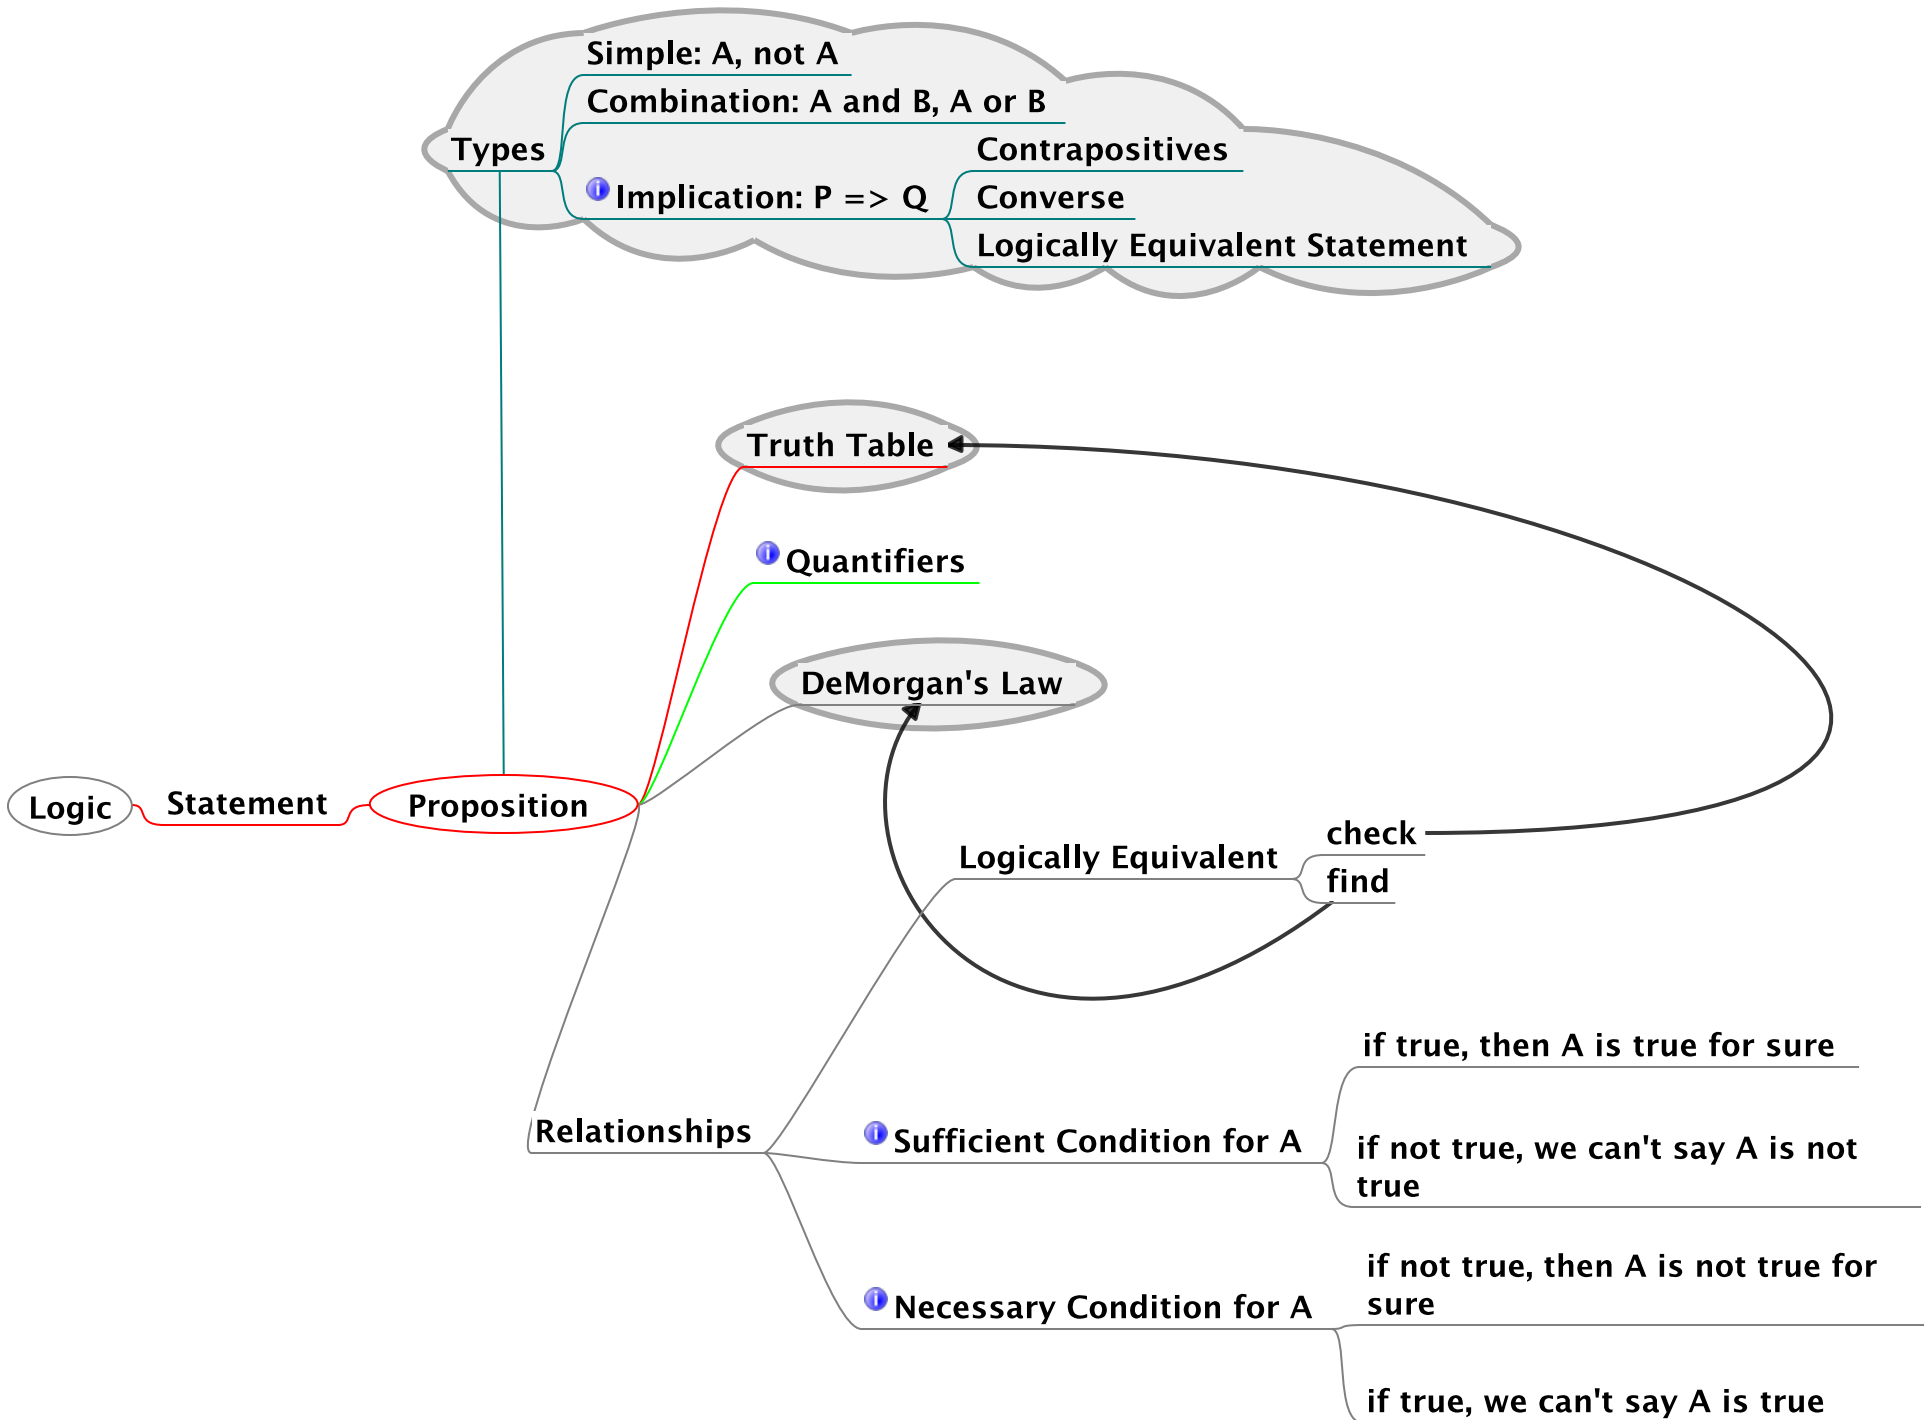 Simple: A, not A
Combination: A and B, A or B
Types
Contrapositives
Implication: P => Q
Converse
Logically Equivalent Statement
Truth Table
Quantifiers
DeMorgan's Law
Logic
Statement
Proposition
check
Logically Equivalent
find
if true, then A is true for sure
Relationships
Sufficient Condition for A
if not true, we can't say A is not
true
if not true, then A is not true for
sure
Necessary Condition for A
if true, we can't say A is true